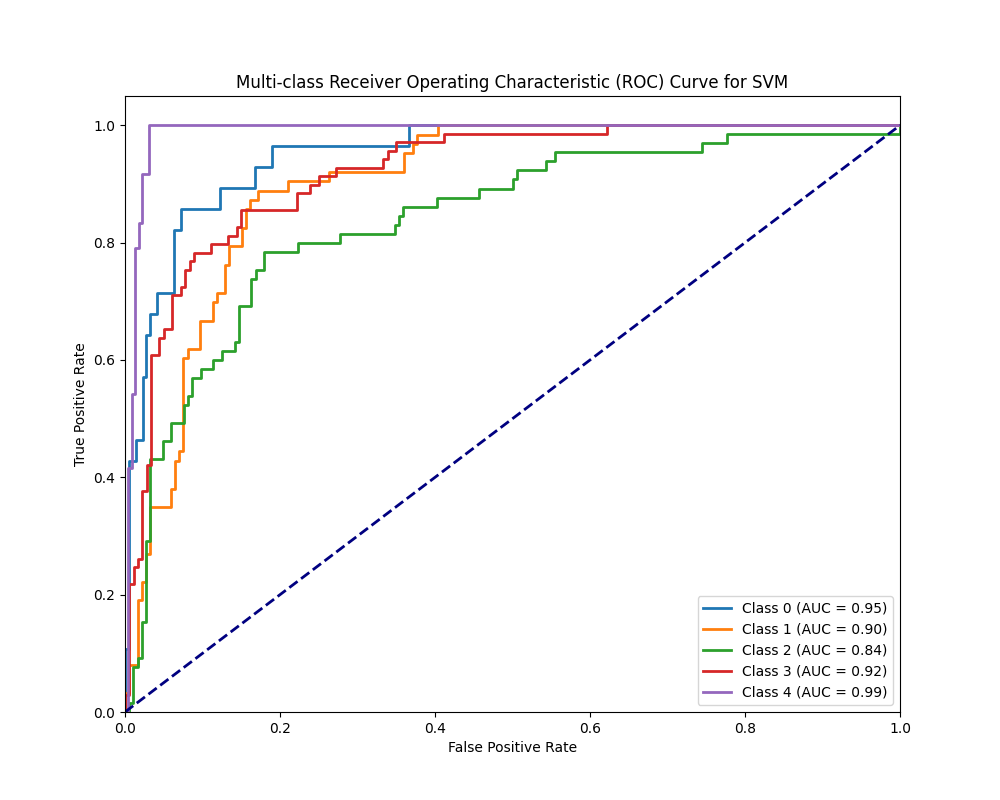 Multi-class Receiver Operating Characteristic (ROC) Curve for SVM
1.0
0.8
0.6
0.4
0.2
0.0
True Positive Rate
0.0 0.2 0.4 0.6 0.8 1.0
False Positive Rate
Class 0 (AUC = 0.95)
Class 1 (AUC = 0.90)
Class 2 (AUC = 0.84)
Class 3 (AUC = 0.92)
Class 4 (AUC = 0.99)